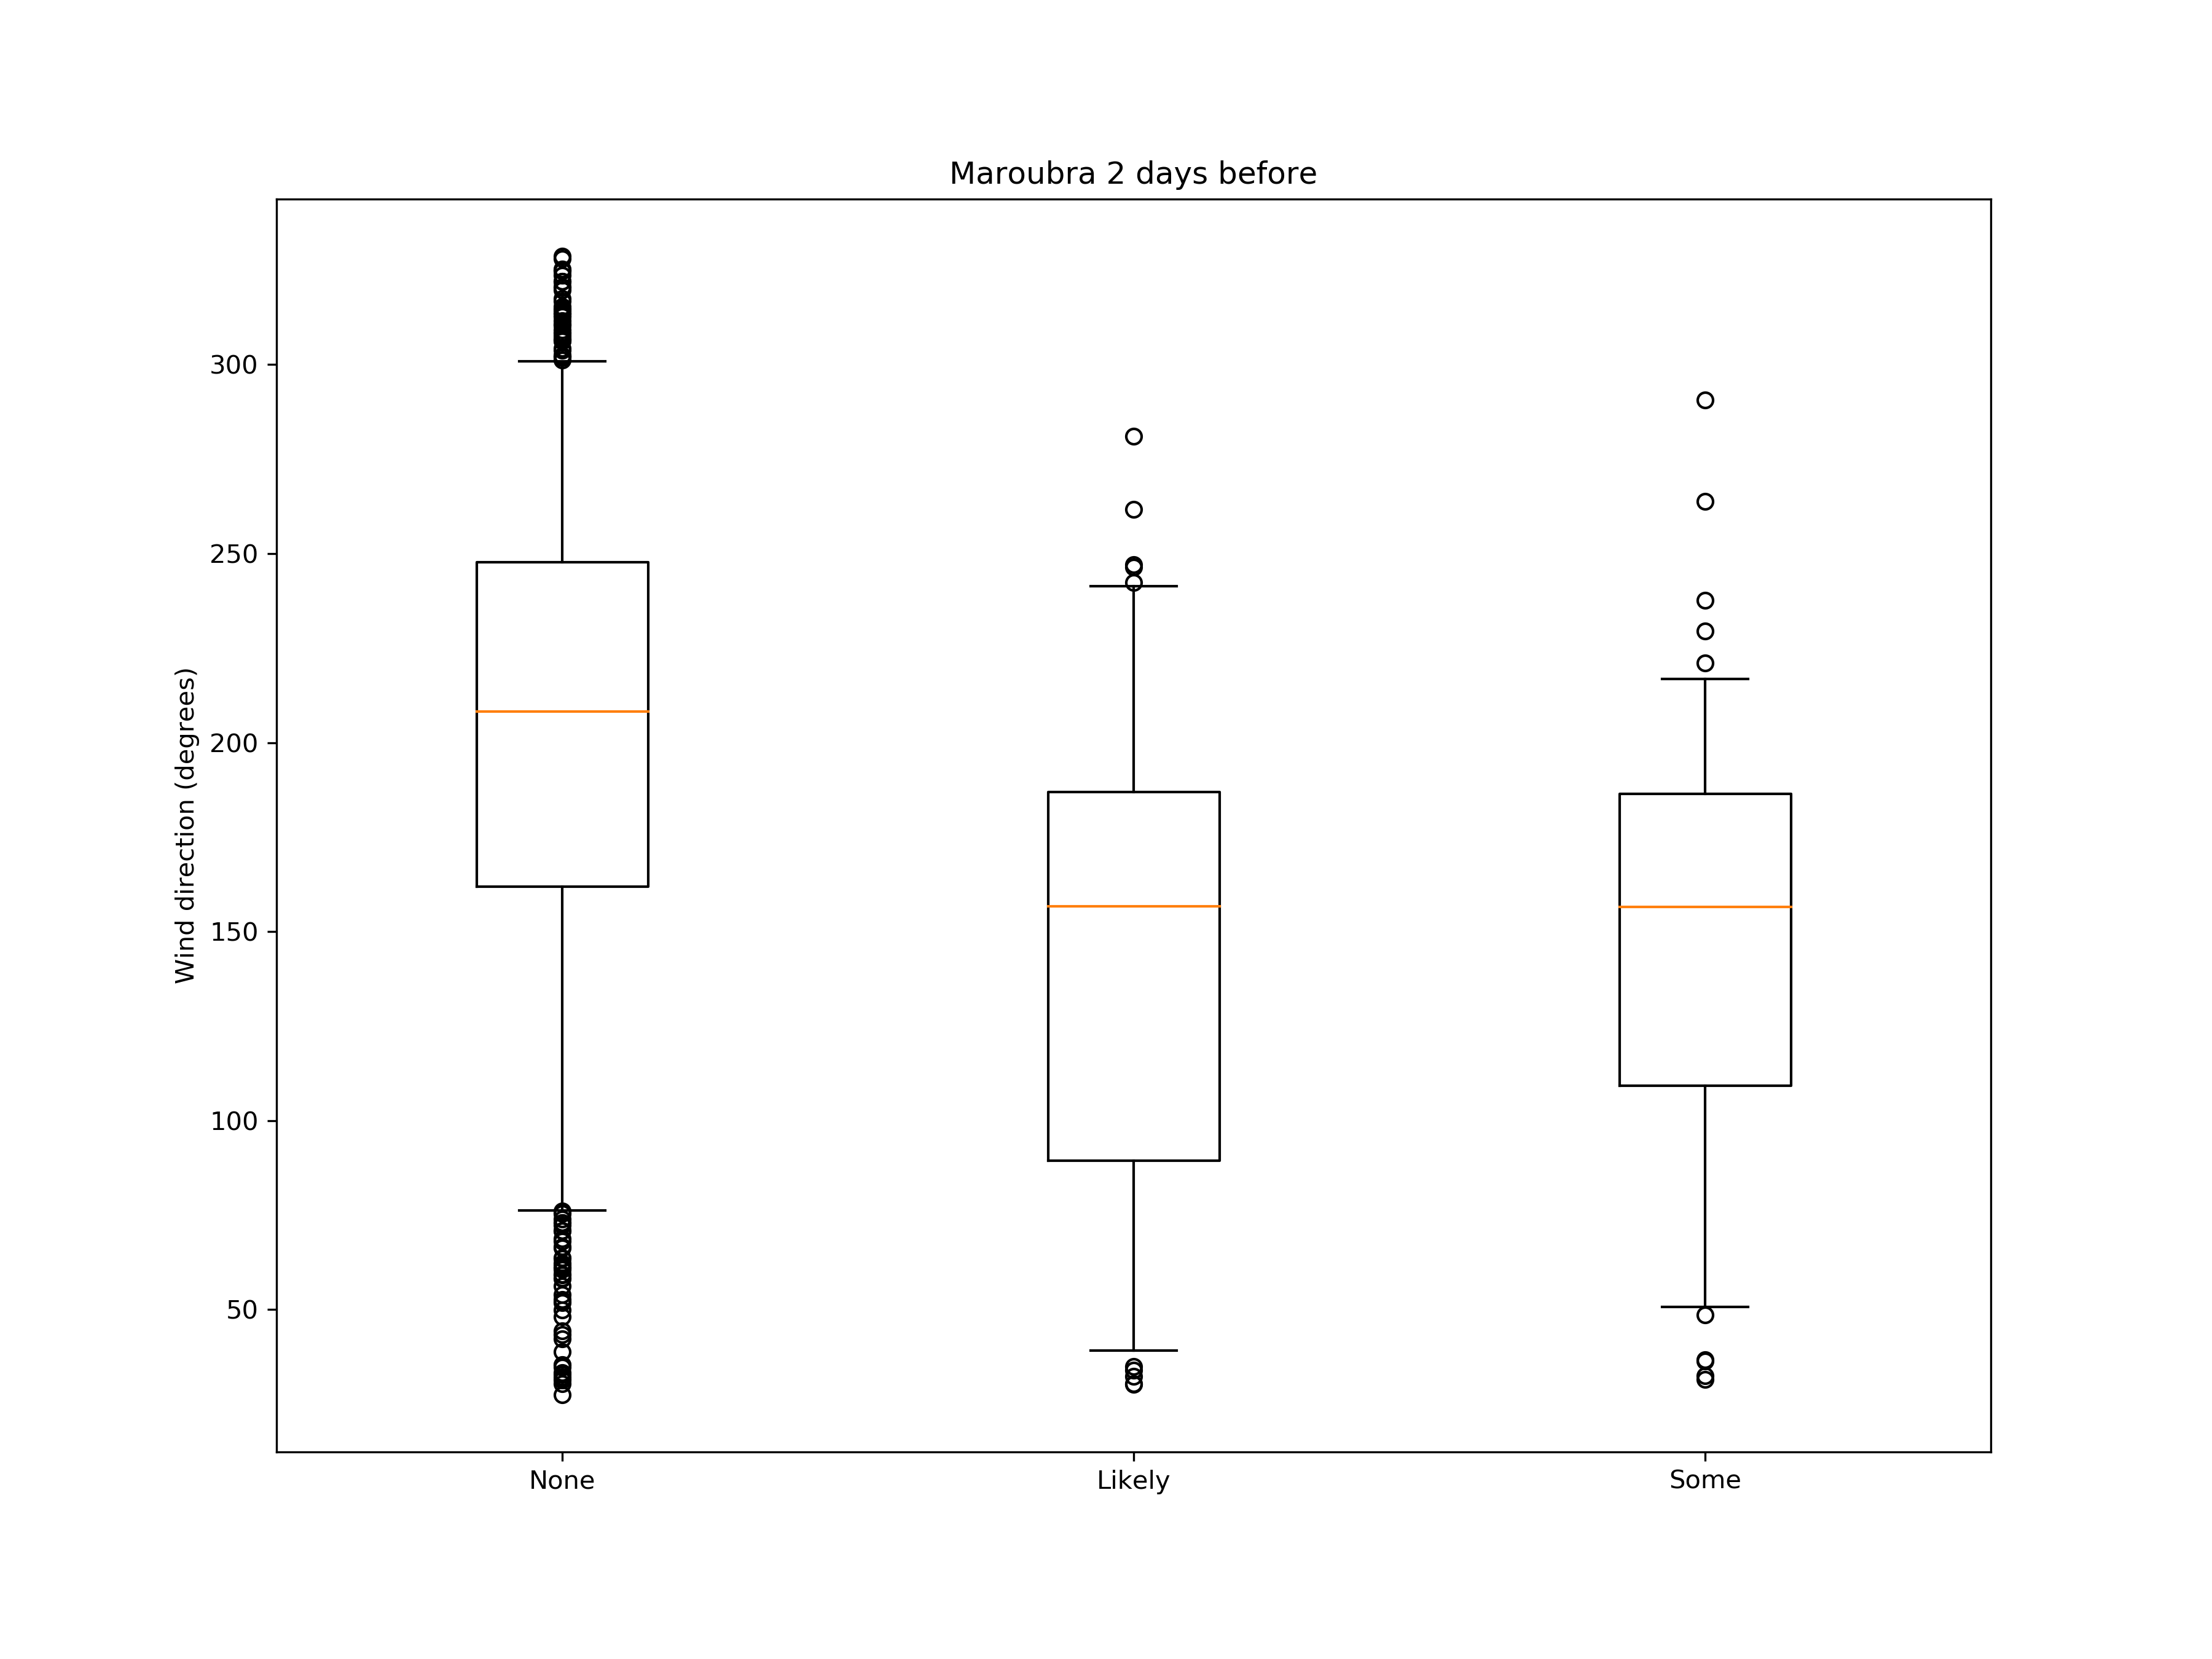 Maroubra 2 days before
Wind direction (degrees)
300
250
200
150
100
50
None
Likely
Some